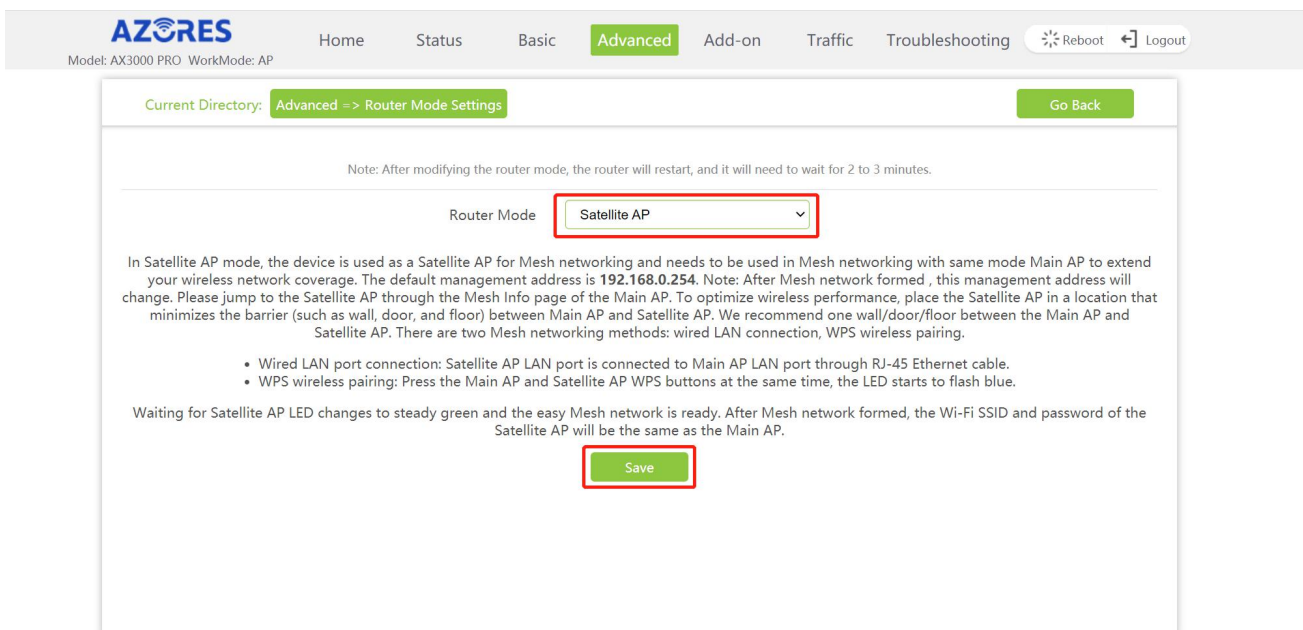 AZORES
Model: AX3000 PRO WorkMode: AP
Home Status Basic Advanced Add-on Traffic Troubleshooting Reboot Logout
Current Directory: Advanced => Router Mode Settings Go Back
Note: After modifying the router mode, the router will restart, and it will need to wait for 2 to 3 minutes.
Router Mode Satellite AP
In Satellite AP mode, the device is used as a Satellite AP for Mesh networking and needs to be used in Mesh networking with same mode Main AP to extend
your wireless network coverage. The default management address is 192.168.0.254. Note: After Mesh network formed , this management address will
change. Please jump to the Satellite AP through the Mesh Info page of the Main AP. To optimize wireless performance, place the Satellite AP in a location that
minimizes the barrier (such as wall, door, and floor) between Main AP and Satellite AP. We recommend one wall/door/floor between the Main AP and
Satellite AP. There are two Mesh networking methods: wired LAN connection, WPS wireless pairing.
• Wired LAN port connection: Satellite AP LAN port is connected to Main AP LAN port through RJ-45 Ethernet cable.
• WPS wireless pairing: Press the Main AP and Satellite AP WPS buttons at the same time, the LED starts to flash blue.
Waiting for Satellite AP LED changes to steady green and the easy Mesh network is ready. After Mesh network formed, the Wi-Fi SSID and password of the
Satellite AP will be the same as the Main AP.
Save